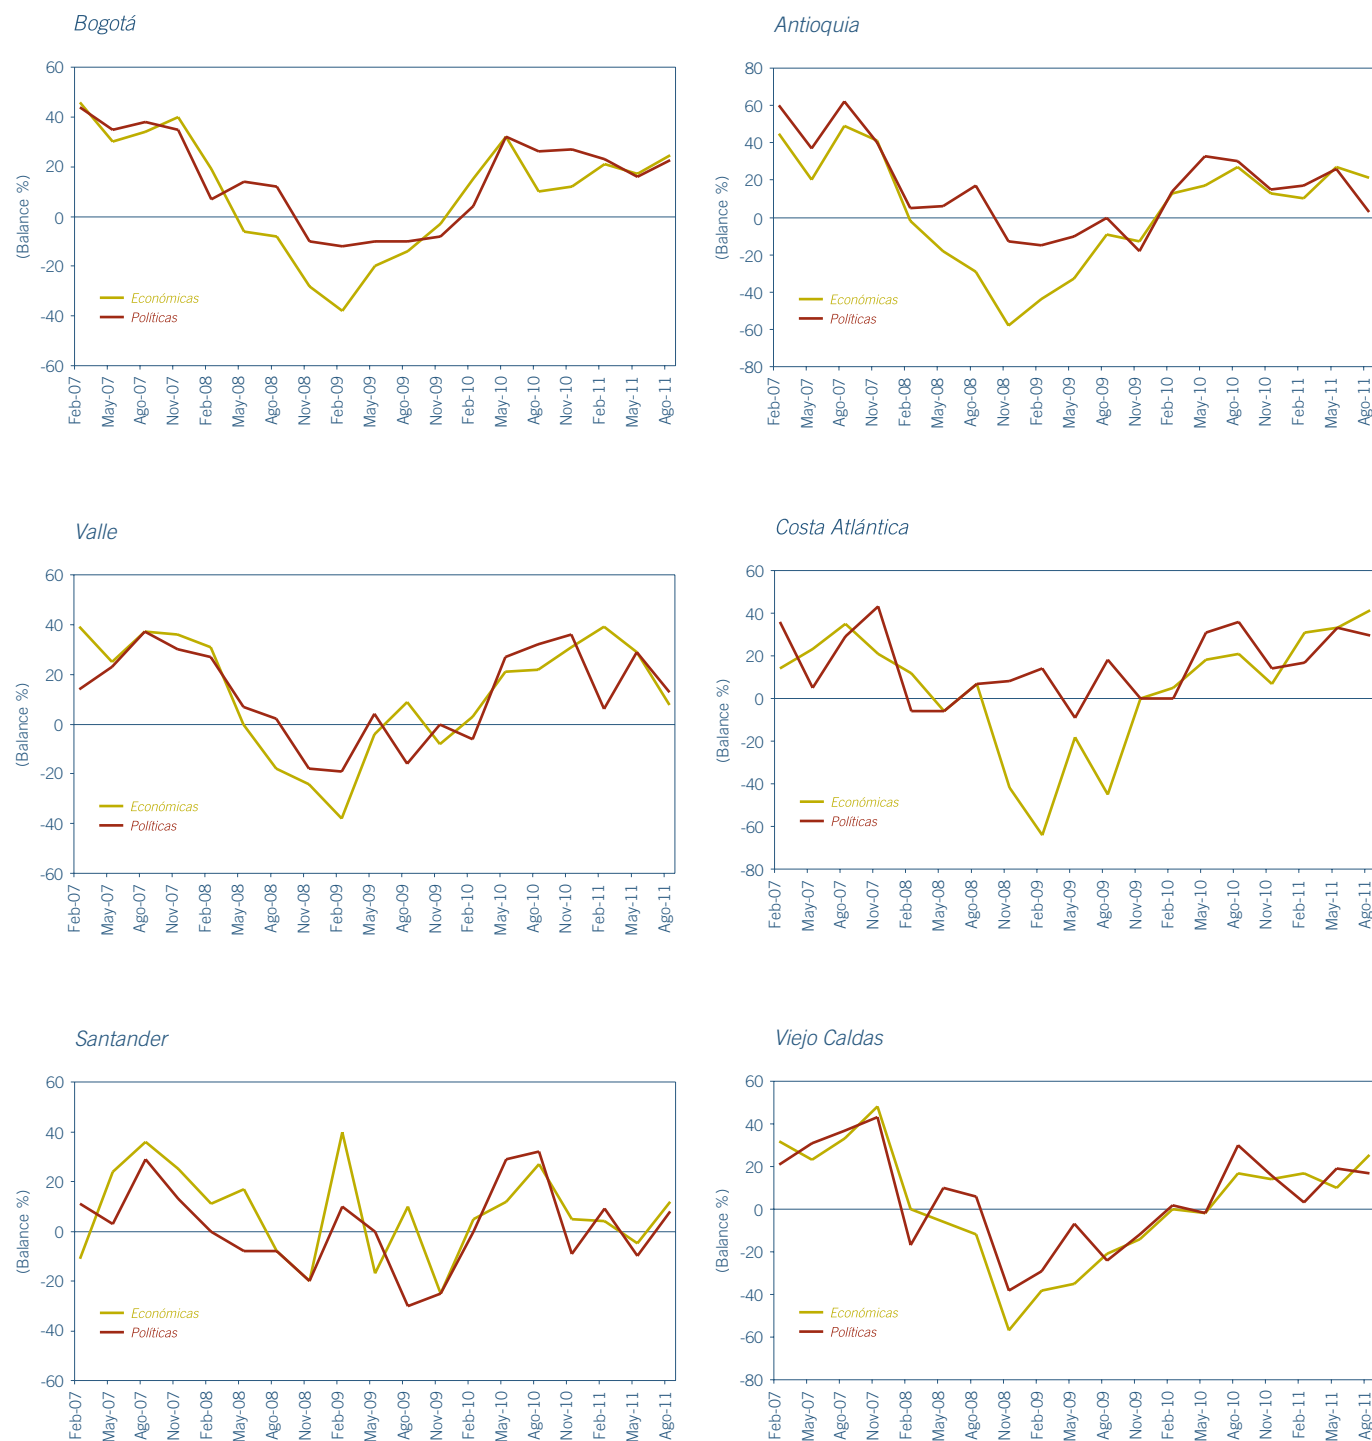 Bogotá
60
40
20
0
-20
-40
-60
(Balance %)
Económicas
Políticas
Feb-07
May-07
Ago-07
Nov-07
Feb-08
May-08
Ago-08
Nov-08
Feb-09
May-09
Ago-09
Nov-09
Feb-10
May-10
Ago-10
Nov-10
Feb-11
May-11
Ago-11
Antioquia
80
60
40
20
0
-20
-40
-60
-80
(Balance %)
Económicas
Políticas
Feb-07
May-07
Ago-07
Nov-07
Feb-08
May-08
Ago-08
Nov-08
Feb-09
May-09
Ago-09
Nov-09
Feb-10
May-10
Ago-10
Nov-10
Feb-11
May-11
Ago-11
Valle
60
40
20
0
-20
-40
-60
(Balance %)
Económicas
Políticas
Feb-07
May-07
Ago-07
Nov-07
Feb-08
May-08
Ago-08
Nov-08
Feb-09
May-09
Ago-09
Nov-09
Feb-10
May-10
Ago-10
Nov-10
Feb-11
May-11
Ago-11
Costa Atlántica
60
40
20
0
-20
-40
-60
-80
(Balance %)
Económicas
Políticas
Feb-07
May-07
Ago-07
Nov-07
Feb-08
May-08
Ago-08
Nov-08
Feb-09
May-09
Ago-09
Nov-09
Feb-10
May-10
Ago-10
Nov-10
Feb-11
May-11
Ago-11
Santander
60
40
20
0
-20
-40
-60
(Balance %)
Económicas
Políticas
Feb-07
May-07
Ago-07
Nov-07
Feb-08
May-08
Ago-08
Nov-08
Feb-09
May-09
Ago-09
Nov-09
Feb-10
May-10
Ago-10
Nov-10
Feb-11
May-11
Ago-11
Viejo Caldas
60
40
20
0
-20
-40
-60
-80
(Balance %)
Económicas
Políticas
Feb-07
May-07
Ago-07
Nov-07
Feb-08
May-08
Ago-08
Nov-08
Feb-09
May-09
Ago-09
Nov-09
Feb-10
May-10
Ago-10
Nov-10
Feb-11
May-11
Ago-11